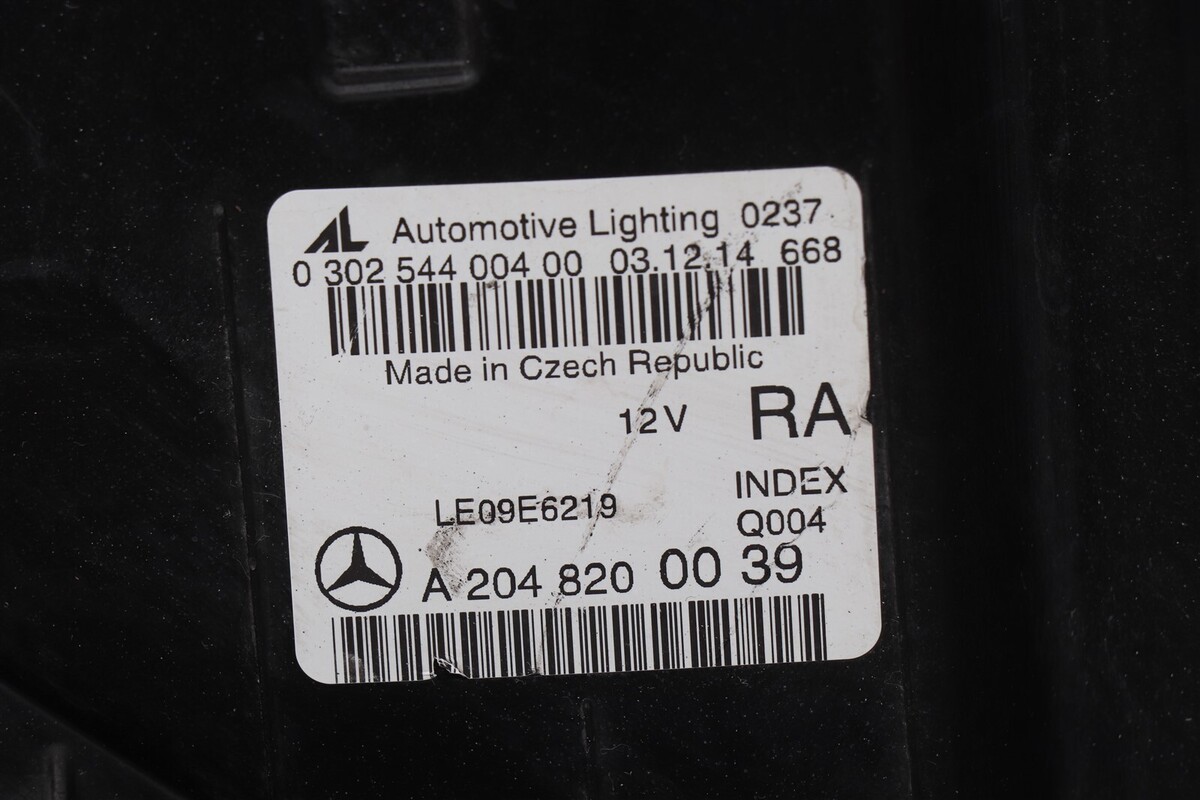 AL Automotive Lighting 0237
0 302 544 004 00 03.12.14 668
Made in Czech Republic
12V RA
INDEX
LE09E6219 Q004
A 204 820 00 39